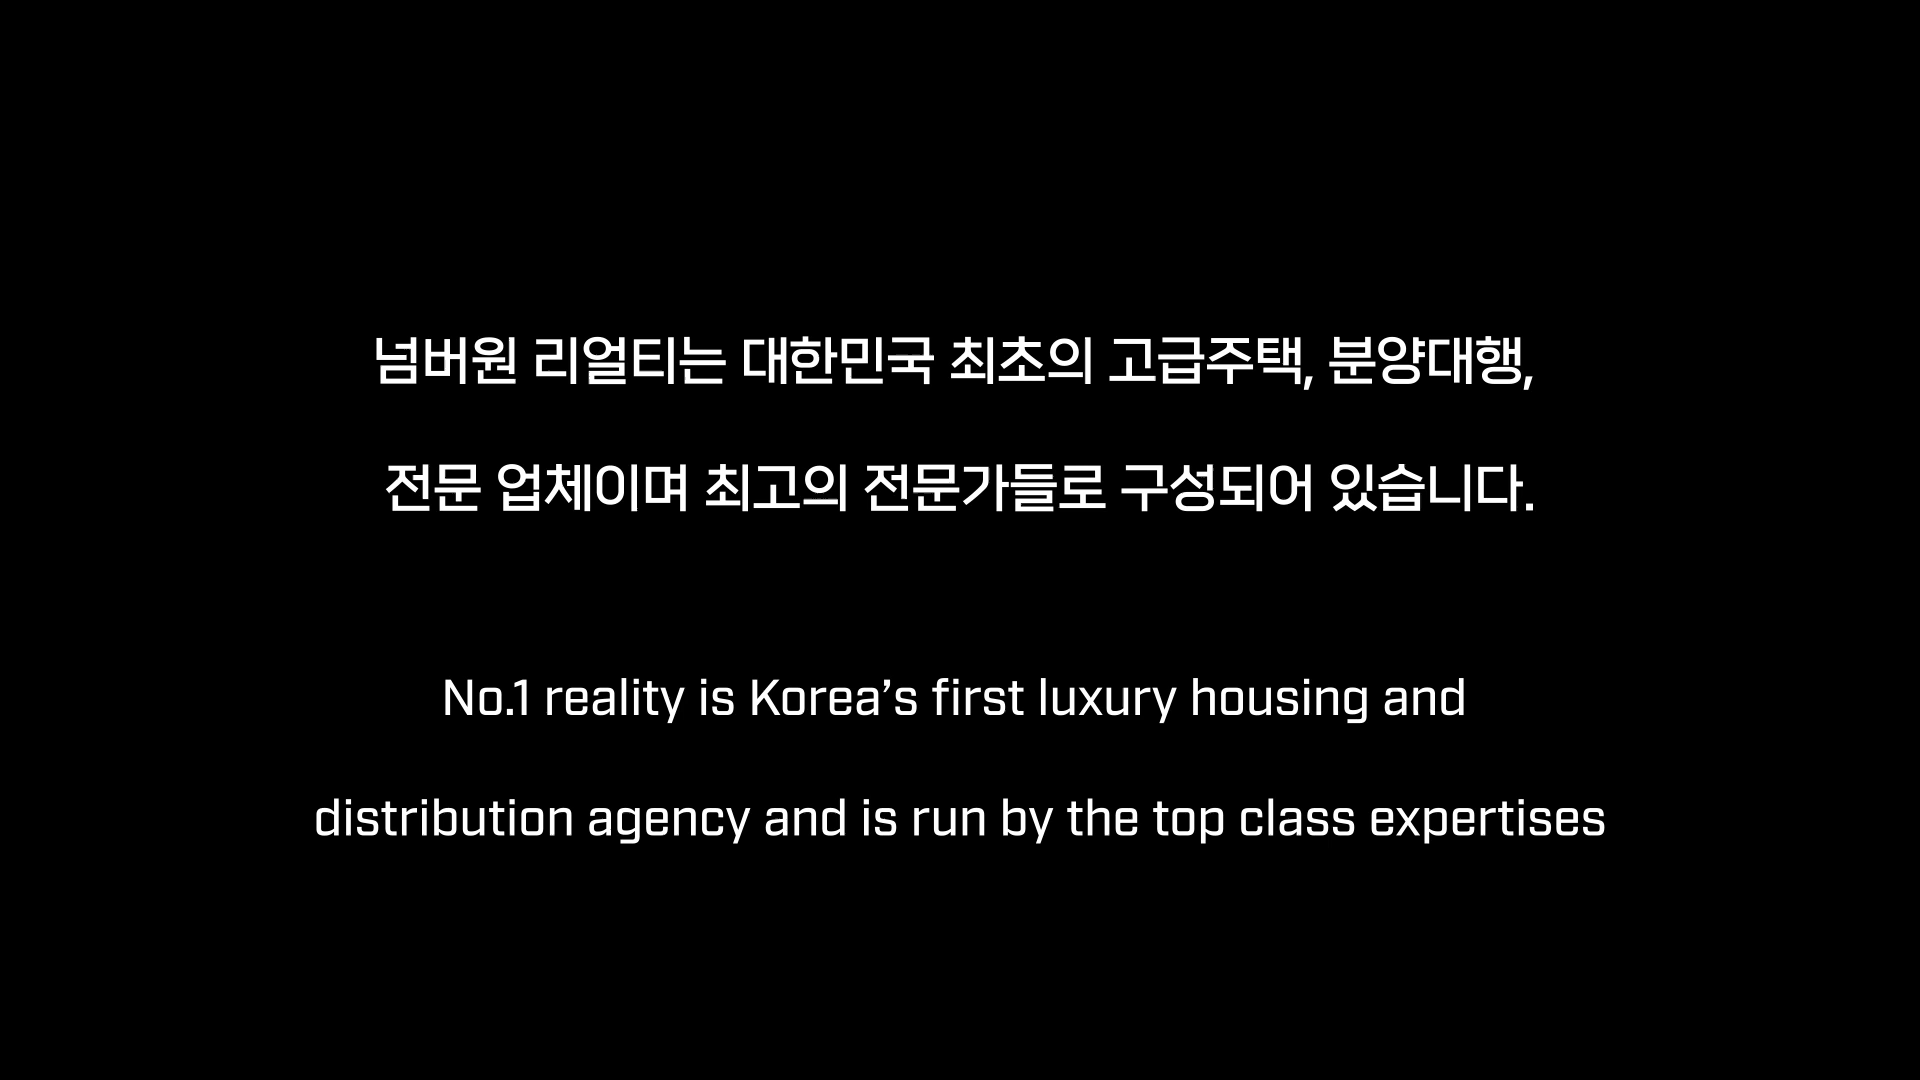 넘버원 리얼티는 대한민국 최초의 고급주택, 분양대행,
전문 업체이며 최고의 전문가들로 구성되어 있습니다.
No.1 reality is Korea’s first luxury housing and
distribution agency and is run by the top class expertises